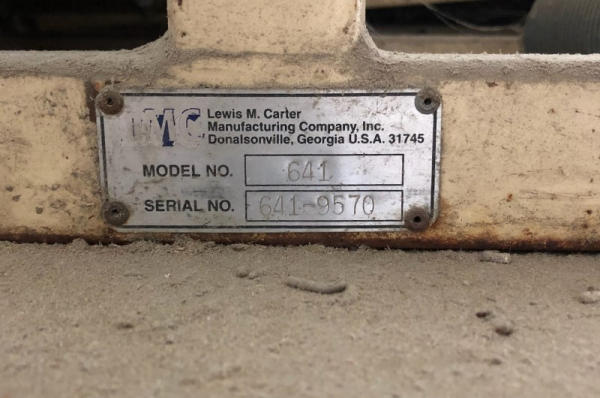 LMC
Lewis M. Carter
Manufacturing Company, Inc.
Donalsonville, Georgia U.S.A. 31745
MODEL NO. 641
SERIAL NO. 641-9570